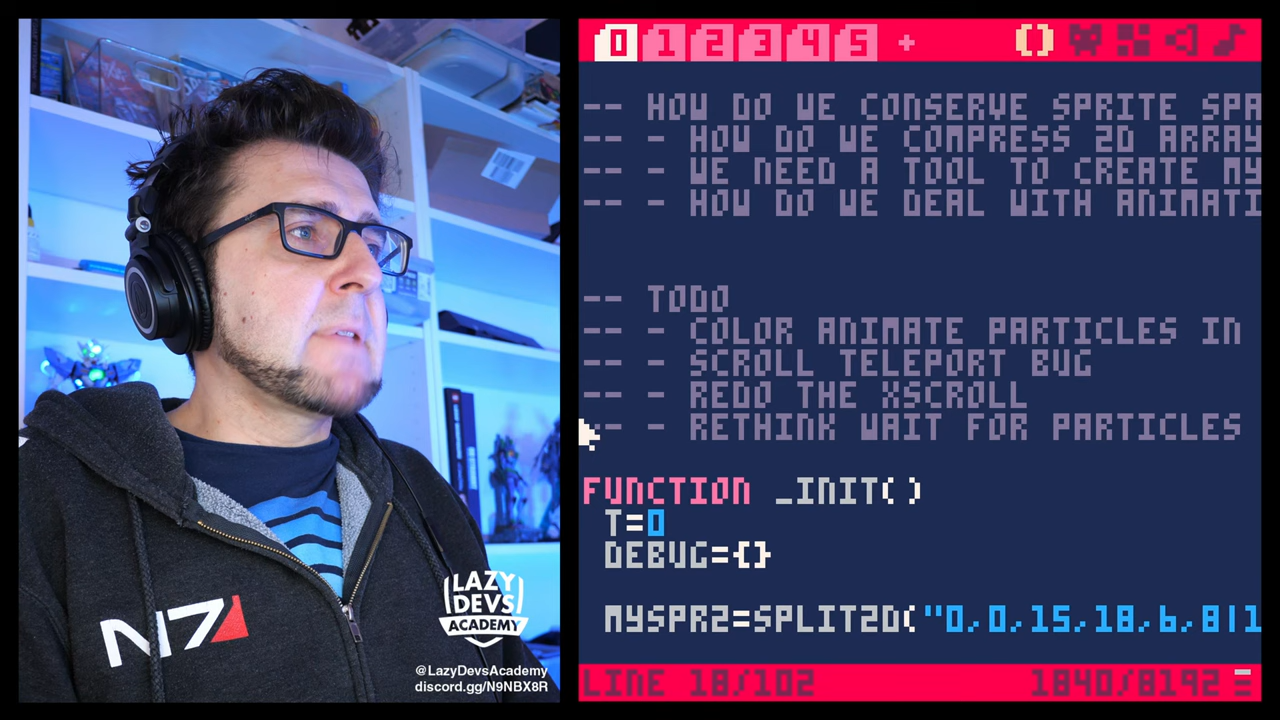 N7
LAZY
DEVS
ACADEMY
@LazyDevsAcademy
discord.gg/N9NBX8R
0 1 2 3 4 5 +
-- HOW DO WE CONSERVE SPRITE SPA
-- - HOW DO WE COMPRESS 2D ARRAY
-- - WE NEED A TOOL TO CREATE MY
-- - HOW DO WE DEAL WITH ANIMATI
-- TODO
-- - COLOR ANIMATE PARTICLES IN
-- - SCROLL TELEPORT BUG
-- - REDO THE XSCROLL
-- - RETHINK WAIT FOR PARTICLES
FUNCTION _INIT()
T=0
DEBUG={}
MYSPR2=SPLIT2D("0,0,15,18,6,8|1
LINE 18/102
1840/8192